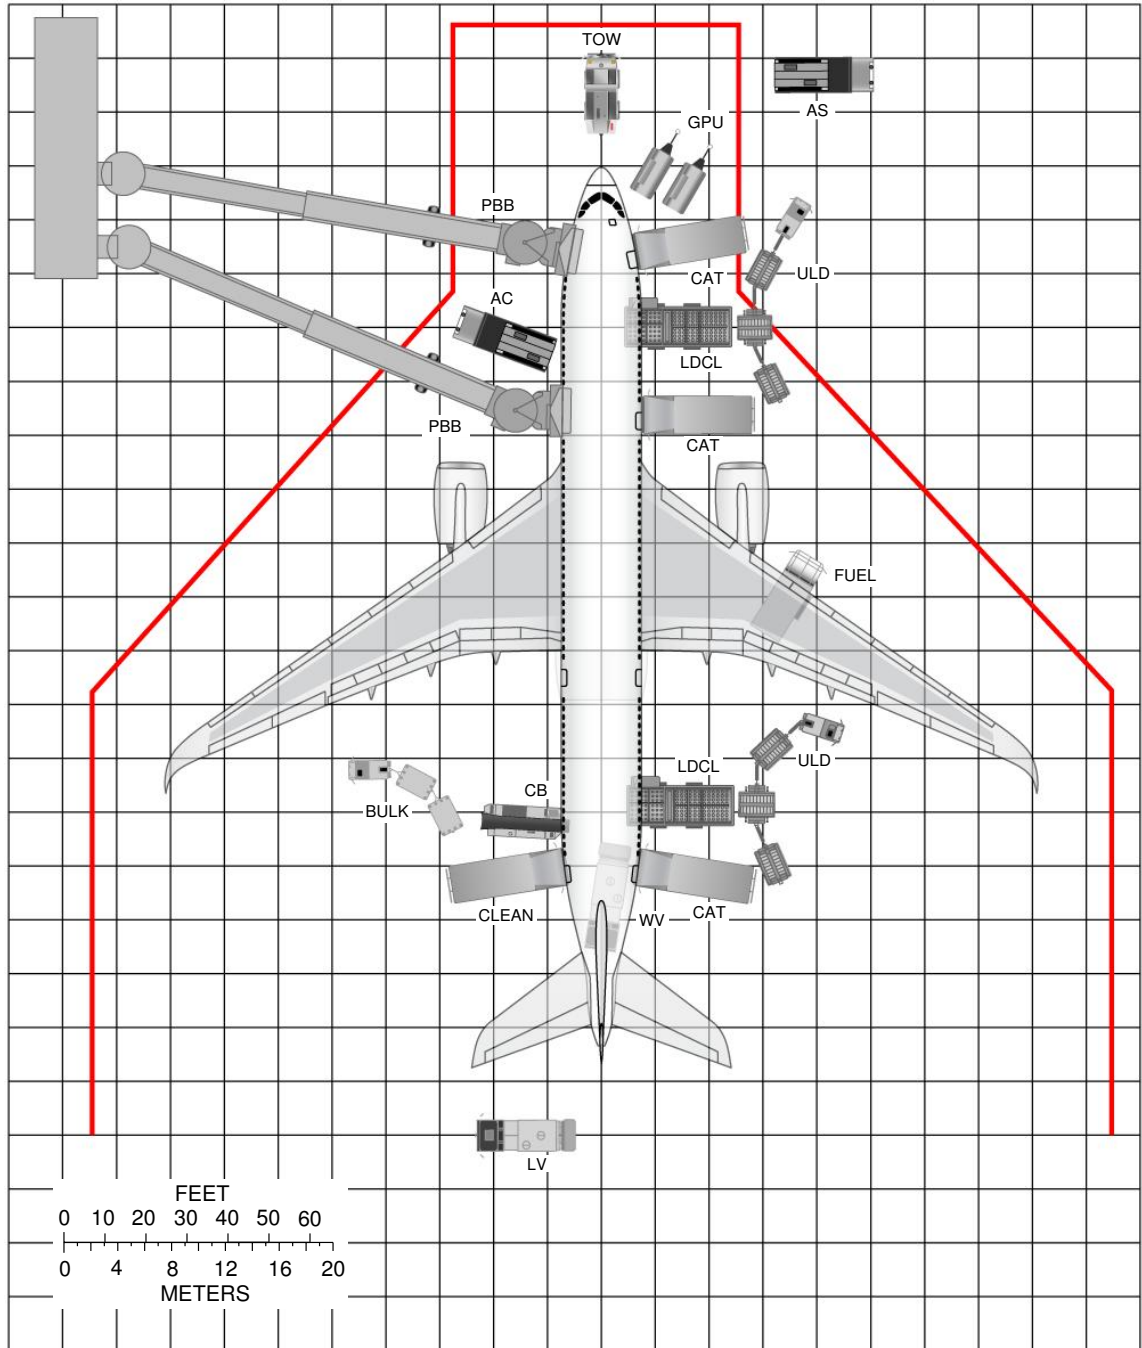 TOW
AS
GPU
PBB
CAT
ULD
AC
LDCL
PBB
CAT
FUEL
LDCL
ULD
CB
BULK
CLEAN
WV
CAT
LV
FEET
0 10 20 30 40 50 60
0 4 8 12 16 20
METERS